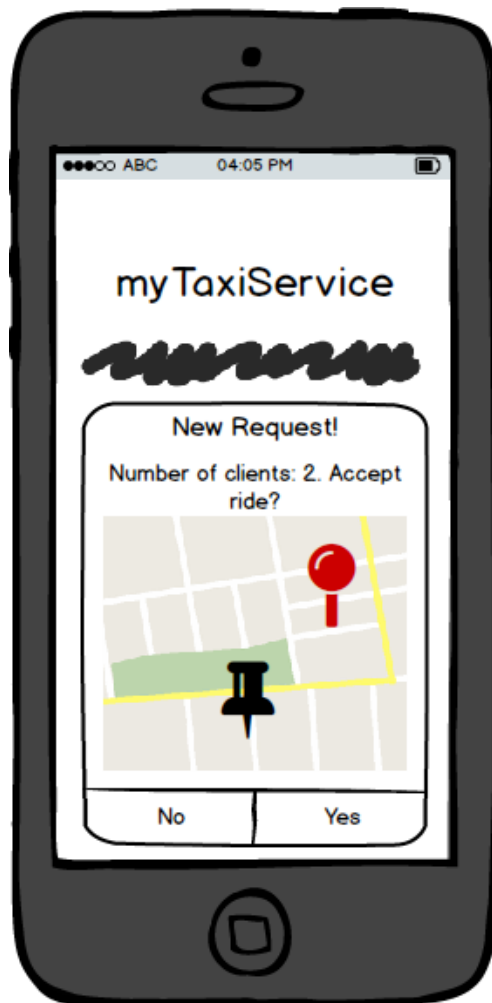 ABC 04:05 PM
myTaxiService
New Request!
Number of clients: 2. Accept
ride?
No Yes